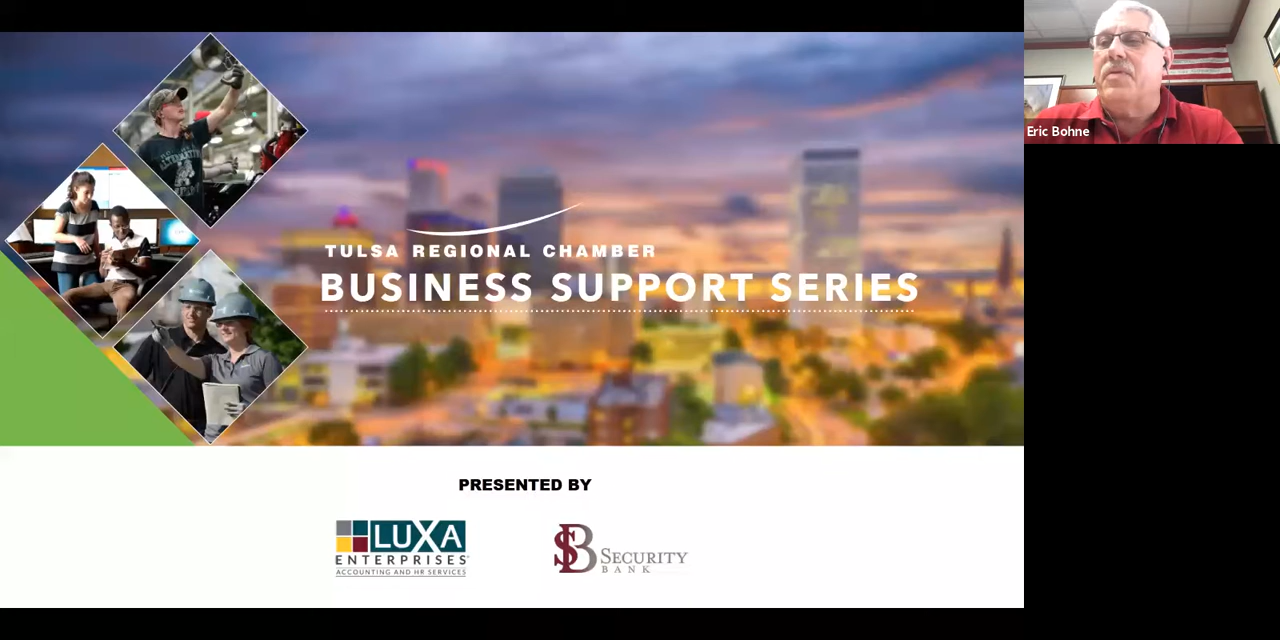 Eric Bohne
TULSA REGIONAL CHAMBER
BUSINESS SUPPORT SERIES
PRESENTED BY
LUXA
ENTERPRISES
ACCOUNTING AND HR SERVICES
SB SECURITY
BANK